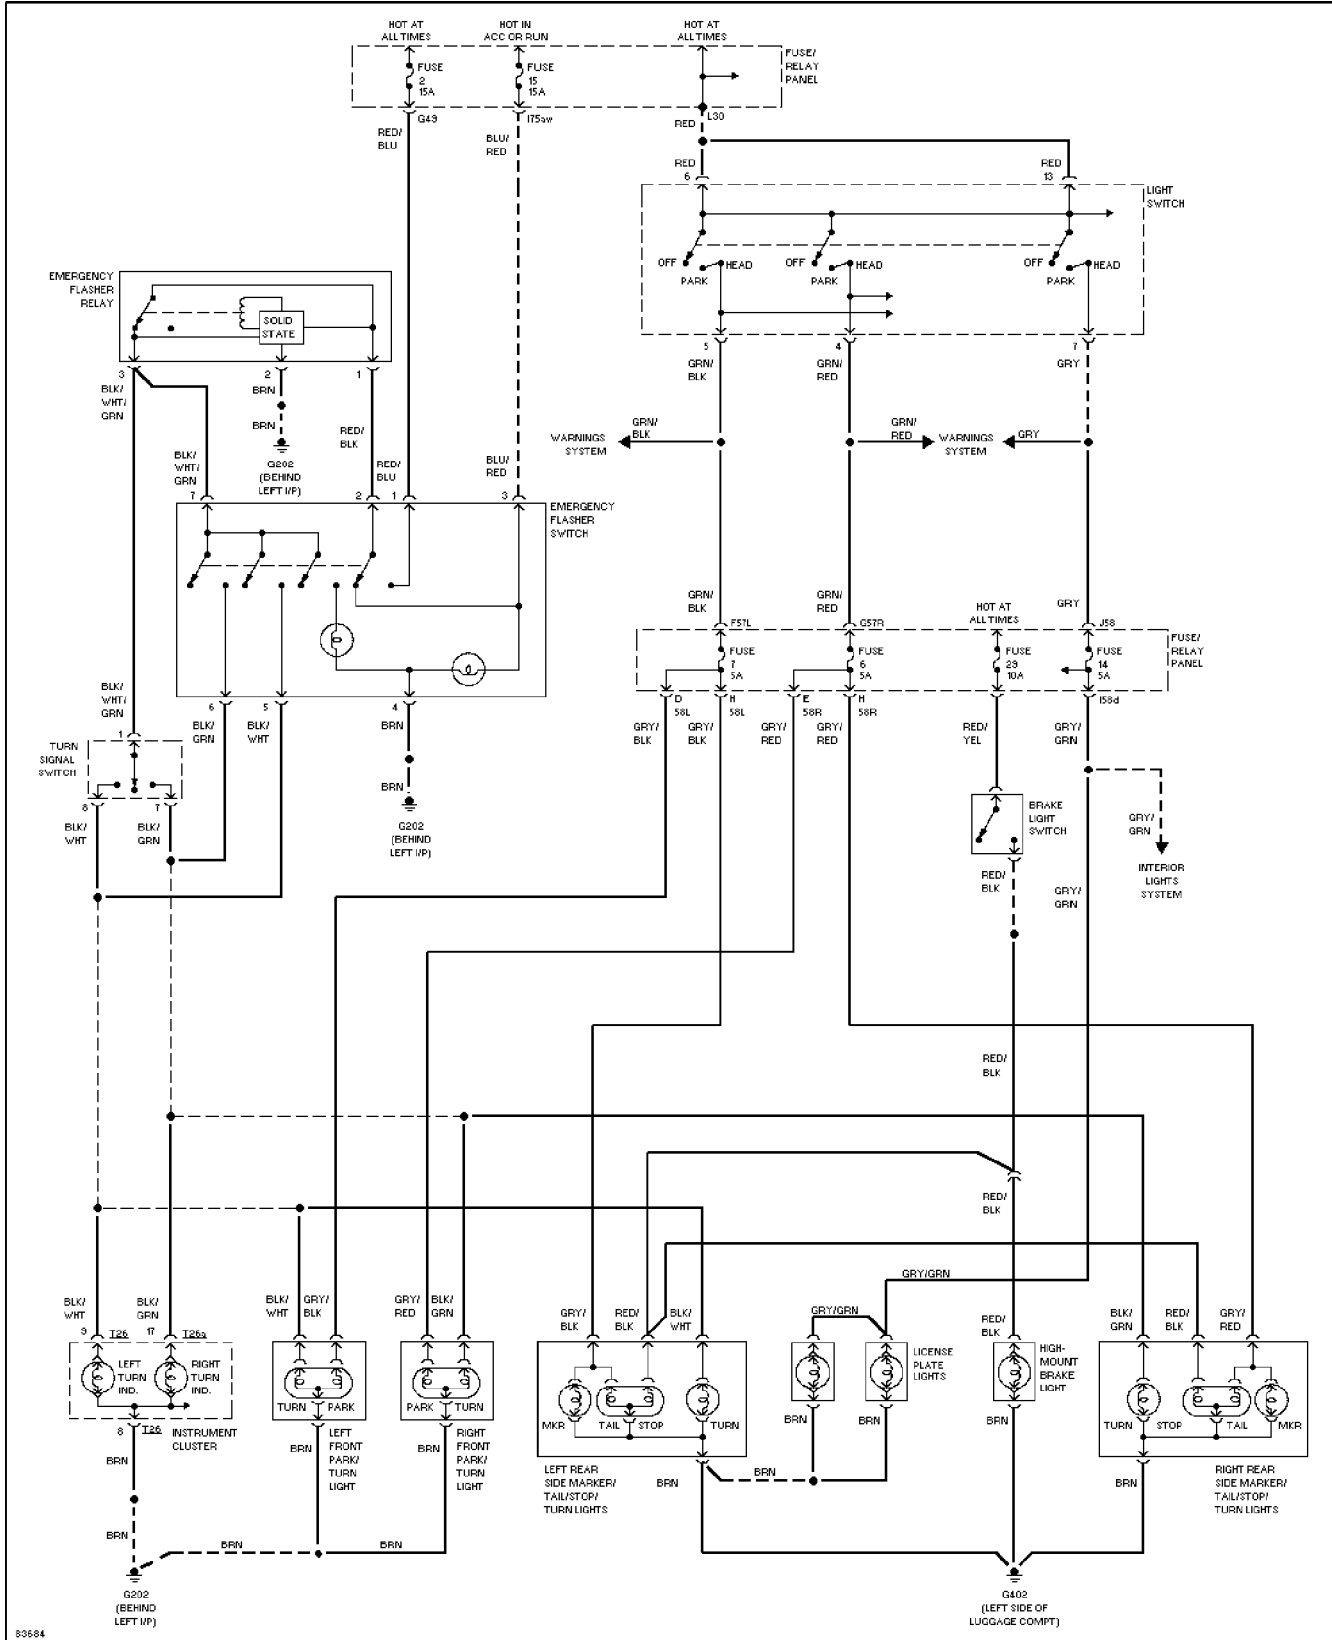 HOT AT
ALL TIMES
HOT IN
ACC OR RUN
HOT AT
ALL TIMES
FUSE
2
15A
FUSE
15
15A
FUSE/
RELAY
PANEL
G49
I75aw
L30
RED/
BLU
BLU/
RED
RED
RED
6
RED
13
LIGHT
SWITCH
OFF
HEAD
PARK
OFF
HEAD
PARK
OFF
HEAD
PARK
EMERGENCY
FLASHER
RELAY
SOLID
STATE
3
2
1
BLK/
WHT/
GRN
BRN
BRN
RED/
BLK
G202
(BEHIND
LEFT I/P)
5
4
7
GRN/
BLK
GRN/
RED
GRY
WARNINGS
SYSTEM
GRN/
BLK
GRN/
RED
WARNINGS
SYSTEM
GRY
BLK/
WHT/
GRN
RED/
BLU
BLU/
RED
7
2
1
3
EMERGENCY
FLASHER
SWITCH
GRN/
BLK
GRN/
RED
HOT AT
ALL TIMES
GRY
F57L
G57R
J58
FUSE
7
5A
FUSE
6
5A
FUSE
29
10A
FUSE
14
5A
FUSE/
RELAY
PANEL
D
58L
H
58L
E
58R
H
58R
I58d
GRY/
BLK
GRY/
BLK
GRY/
RED
GRY/
RED
RED/
YEL
GRY/
GRN
BLK/
WHT/
GRN
6
5
4
BLK/
GRN
BLK/
WHT
BRN
BRN
G202
(BEHIND
LEFT I/P)
TURN
SIGNAL
SWITCH
1
8
7
BLK/
WHT
BLK/
GRN
BRAKE
LIGHT
SWITCH
GRY/
GRN
INTERIOR
LIGHTS
SYSTEM
RED/
BLK
GRY/
GRN
RED/
BLK
RED/
BLK
GRY/GRN
GRY/GRN
BLK/
WHT
BLK/
GRN
BLK/
WHT
GRY/
BLK
GRY/
RED
BLK/
GRN
GRY/
BLK
RED/
BLK
BLK/
WHT
RED/
BLK
BLK/
GRN
RED/
BLK
GRY/
RED
9
T26
17
T26a
LEFT
TURN
IND.
RIGHT
TURN
IND.
8
T26
INSTRUMENT
CLUSTER
TURN
PARK
LEFT
FRONT
PARK/
TURN
LIGHT
PARK
TURN
RIGHT
FRONT
PARK/
TURN
LIGHT
MKR
TAIL
STOP
TURN
LEFT REAR
SIDE MARKER/
TAIL/STOP/
TURN LIGHTS
LICENSE
PLATE
LIGHTS
HIGH-
MOUNT
BRAKE
LIGHT
TURN
STOP
TAIL
MKR
RIGHT REAR
SIDE MARKER/
TAIL/STOP/
TURN LIGHTS
BRN
BRN
BRN
BRN
BRN
BRN
BRN
BRN
BRN
BRN
BRN
BRN
BRN
G202
(BEHIND
LEFT I/P)
G402
(LEFT SIDE OF
LUGGAGE COMPT)
83684